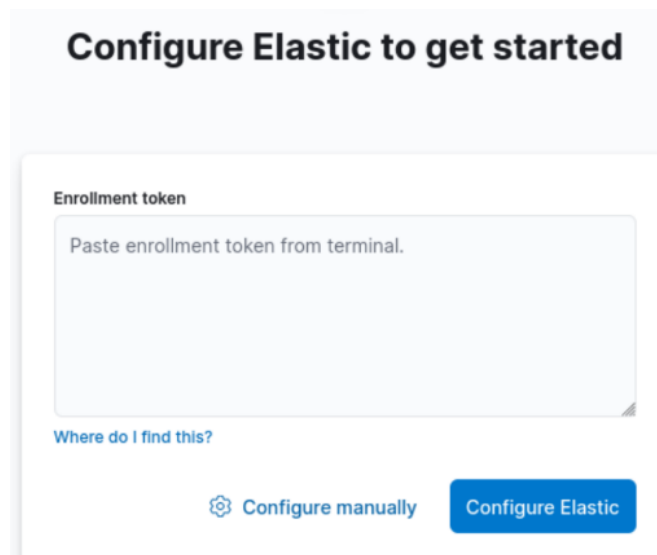 Configure Elastic to get started
Enrollment token
Paste enrollment token from terminal.
Where do I find this?
Configure manually
Configure Elastic